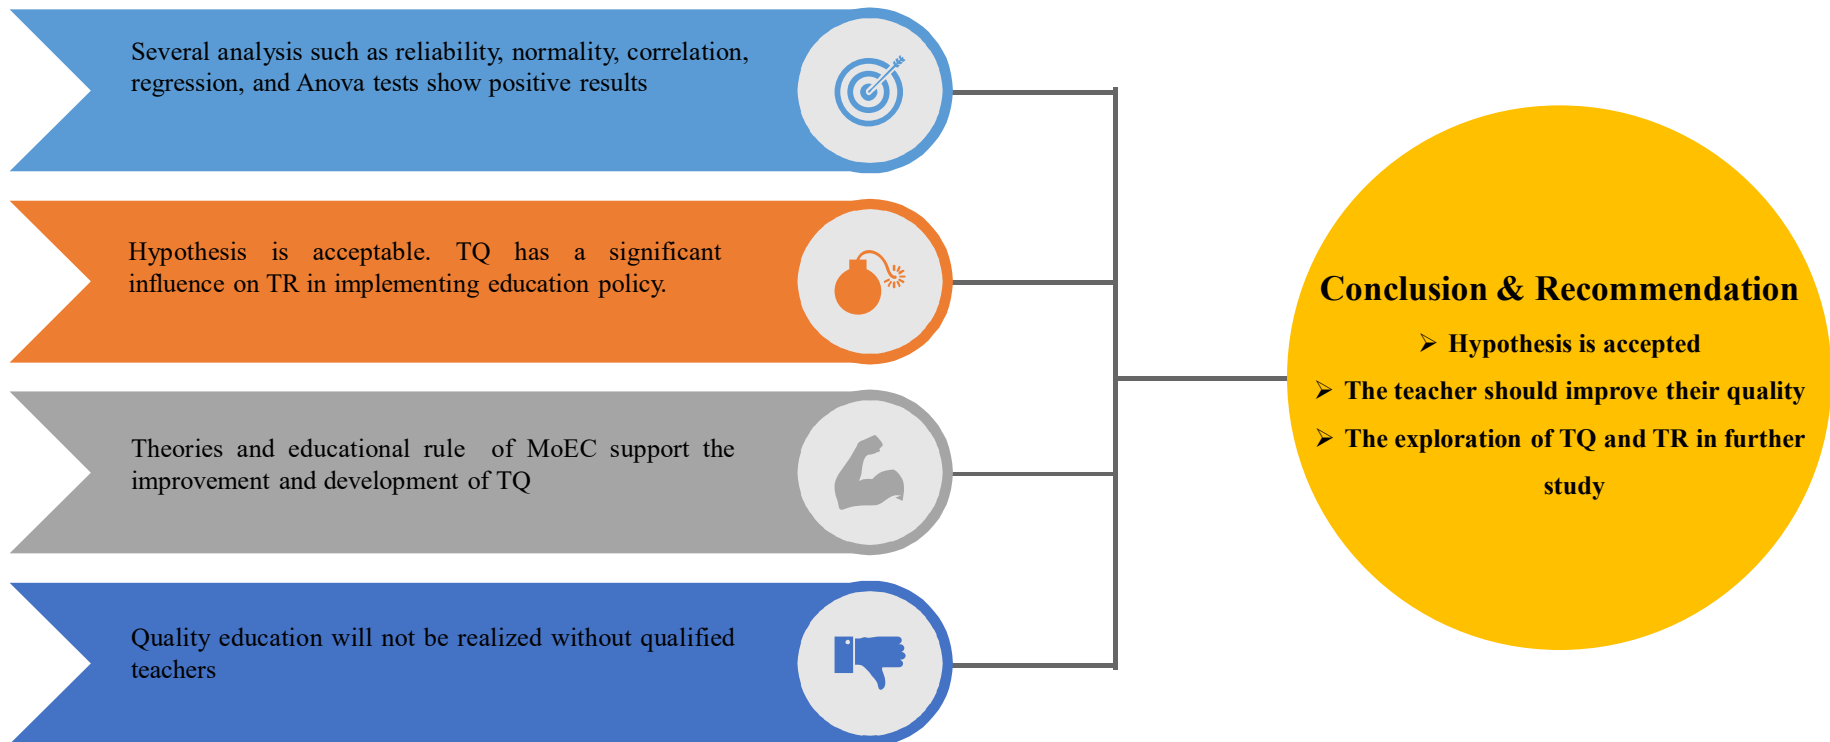 Several analysis such as reliability, normality, correlation,
regression, and Anova tests show positive results
Hypothesis is acceptable. TQ has a significant
influence on TR in implementing education policy.
Theories and educational rule of MoEC support the
improvement and development of TQ
Quality education will not be realized without qualified
teachers
Conclusion & Recommendation
➢ Hypothesis is accepted
➢ The teacher should improve their quality
➢ The exploration of TQ and TR in further
study